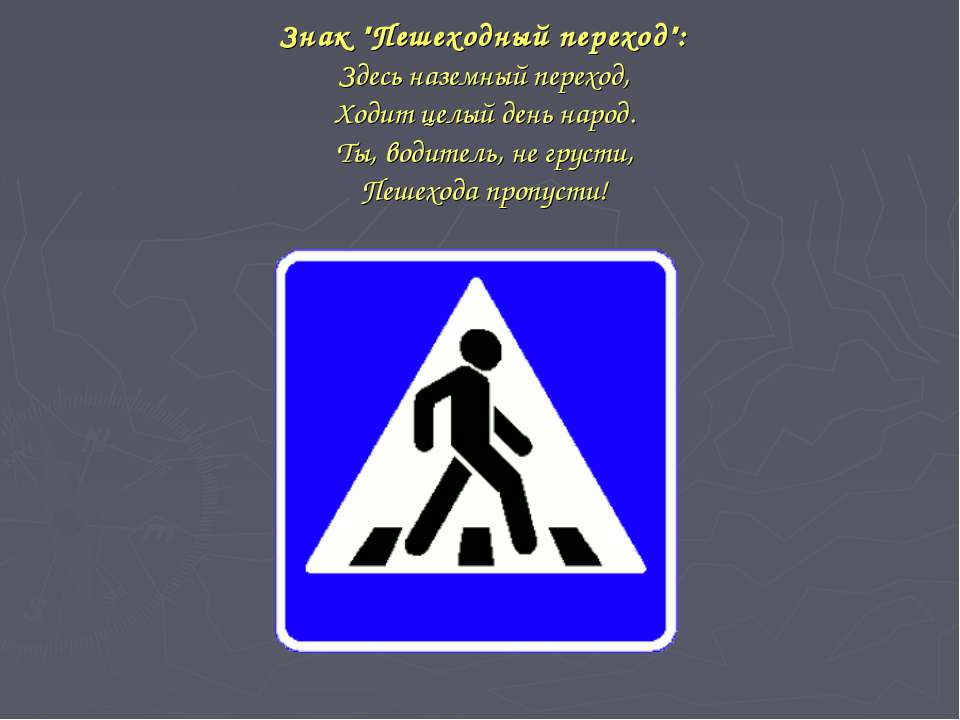 Знак "Пешеходный переход":
Здесь наземный переход,
Ходит целый день народ.
Ты, водитель, не грусти,
Пешехода пропусти!
N
E
S